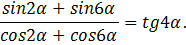 sin2α + sin6α
cos2α + cos6α = tg4α.